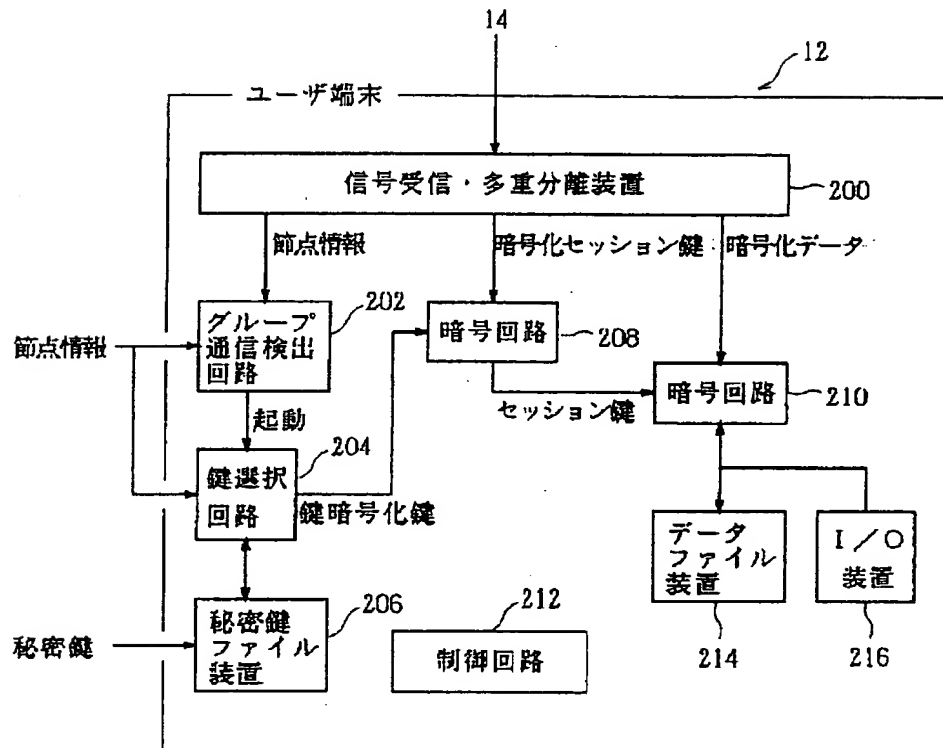 14
12
ユーザ端末
信号受信・多重分離装置
200
節点情報
暗号化セッション鍵
暗号化データ
202
グループ
通信検出
回路
節点情報
暗号回路
208
セッション鍵
暗号回路
210
起動
204
鍵選択
回路
鍵暗号化鍵
データ
ファイル
装置
I/O
装置
206
212
秘密鍵
秘密鍵
ファイル
装置
制御回路
214
216